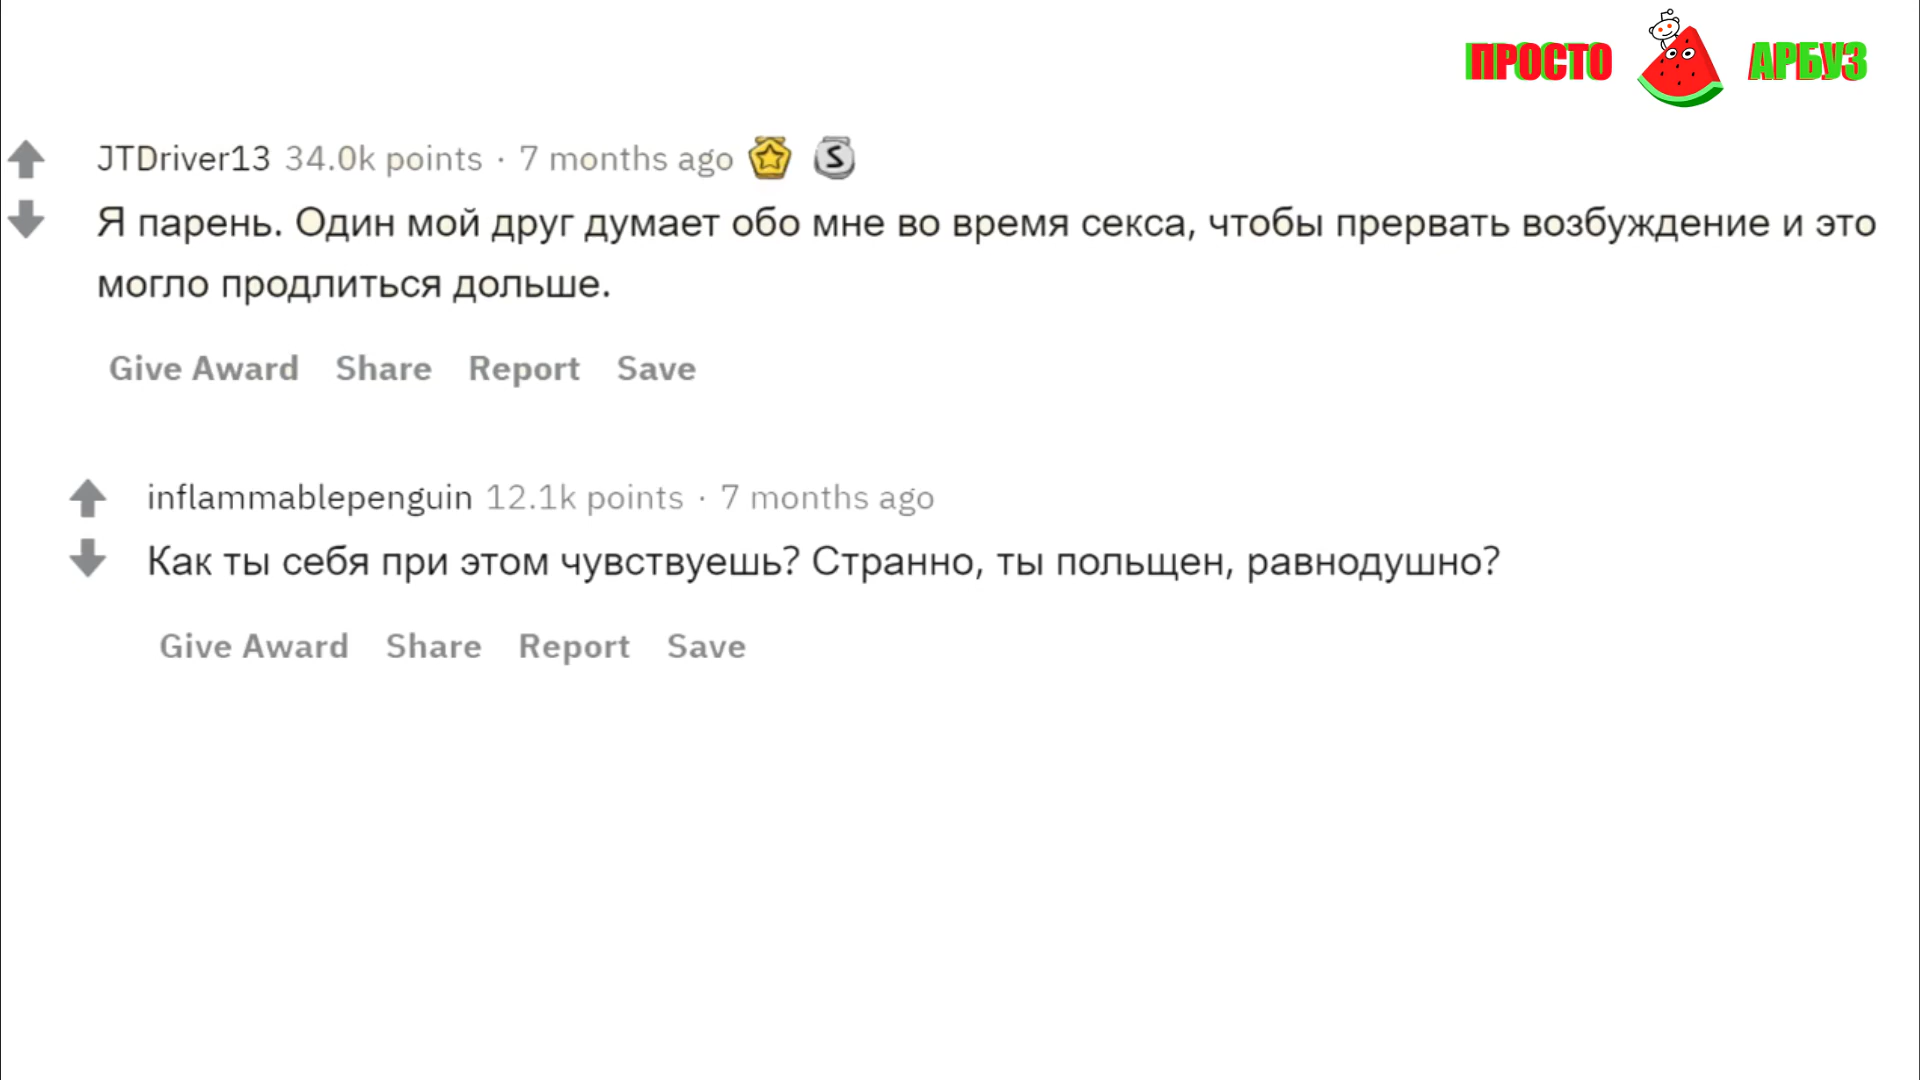 ПРОСТО АРБУЗ
JTDriver13 34.0k points · 7 months ago
Я парень. Один мой друг думает обо мне во время секса, чтобы прервать возбуждение и это
могло продлиться дольше.
Give Award Share Report Save
inflammablepenguin 12.1k points · 7 months ago
Как ты себя при этом чувствуешь? Странно, ты польщен, равнодушно?
Give Award Share Report Save